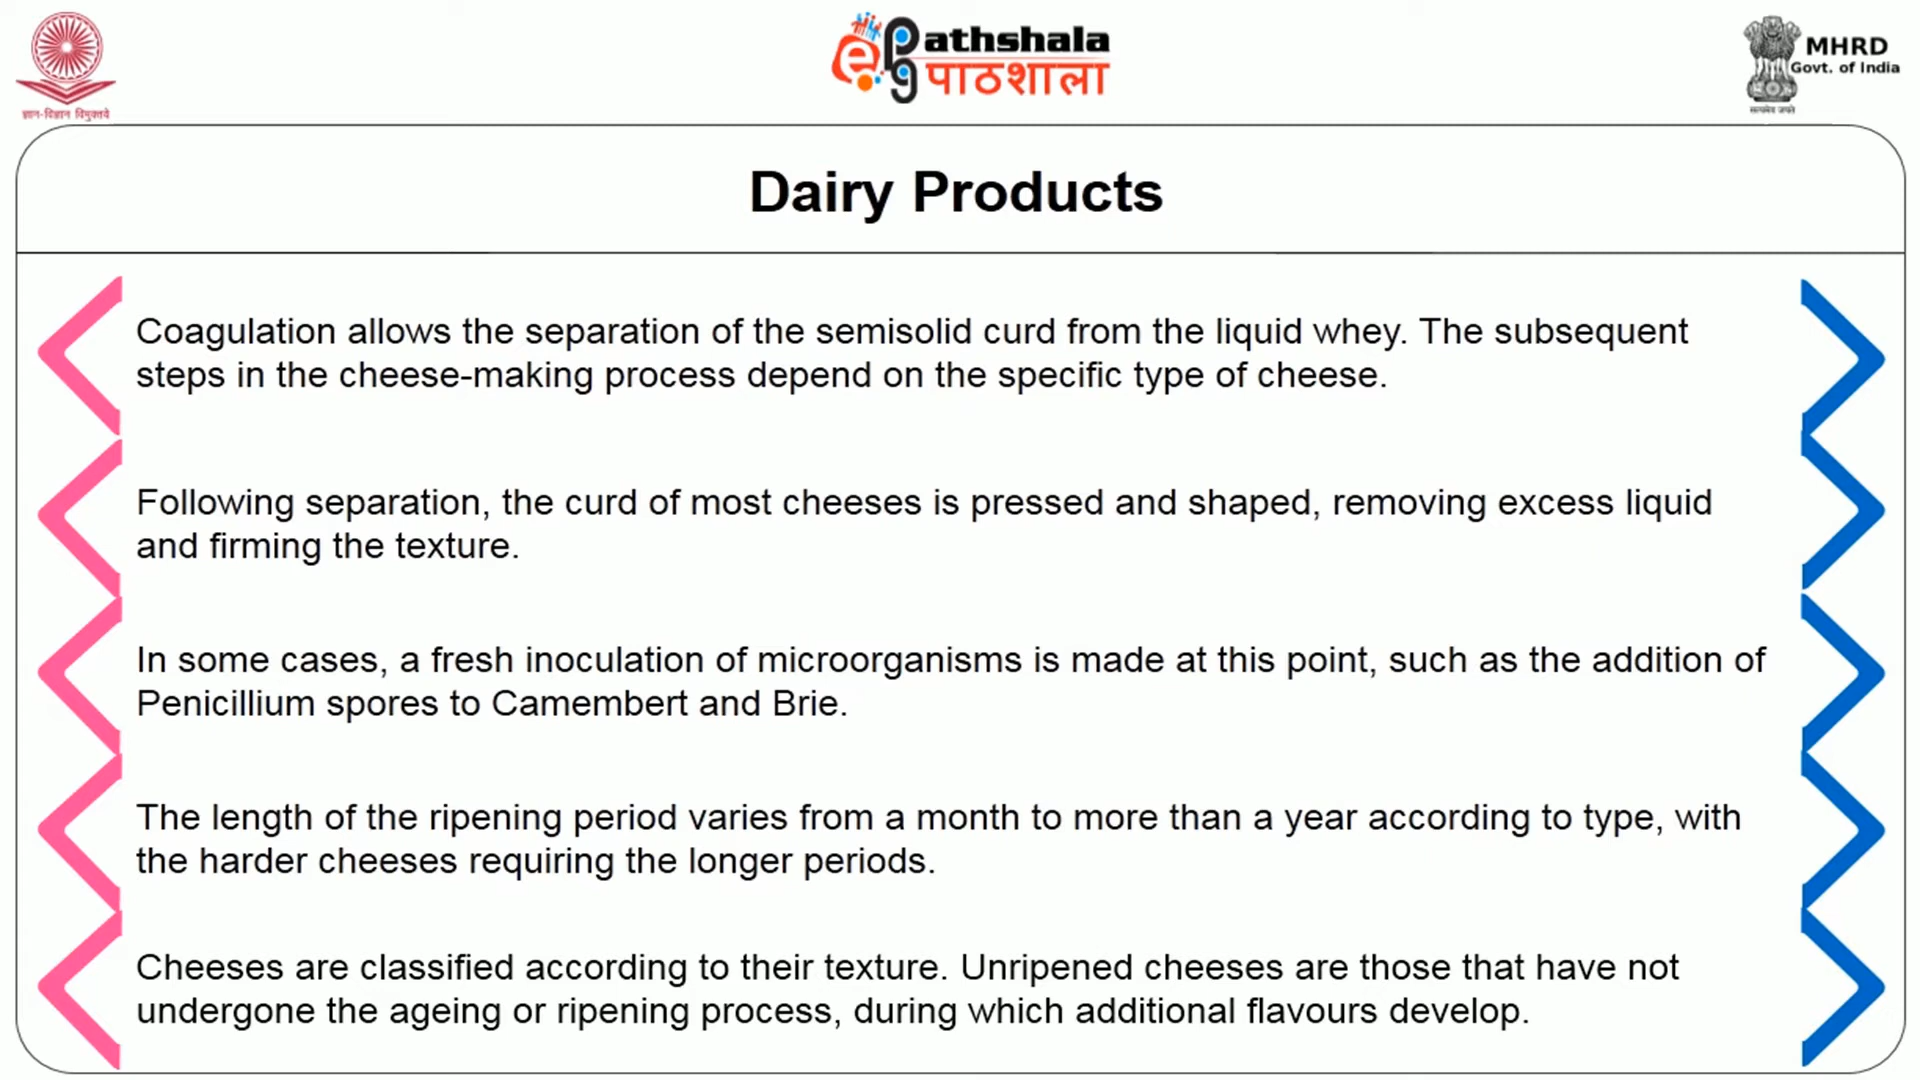 ज्ञान-विज्ञान विमुक्तये
e
pg
athshala
पाठशाला
MHRD
Govt. of India
सत्यमेव जयते
Dairy Products
Coagulation allows the separation of the semisolid curd from the liquid whey. The subsequent
steps in the cheese-making process depend on the specific type of cheese.
Following separation, the curd of most cheeses is pressed and shaped, removing excess liquid
and firming the texture.
In some cases, a fresh inoculation of microorganisms is made at this point, such as the addition of
Penicillium spores to Camembert and Brie.
The length of the ripening period varies from a month to more than a year according to type, with
the harder cheeses requiring the longer periods.
Cheeses are classified according to their texture. Unripened cheeses are those that have not
undergone the ageing or ripening process, during which additional flavours develop.